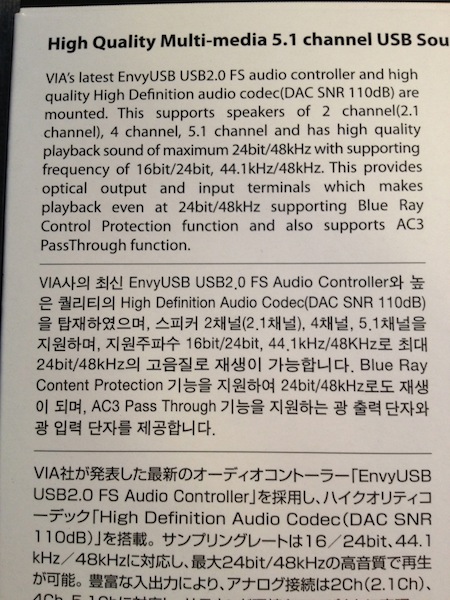 High Quality Multi-media 5.1 channel USB Sou
VIA's latest EnvyUSB USB2.0 FS audio controller and high
quality High Definition audio codec(DAC SNR 110dB) are
mounted. This supports speakers of 2 channel(2.1
channel), 4 channel, 5.1 channel and has high quality
playback sound of maximum 24bit/48kHz with supporting
frequency of 16bit/24bit, 44.1kHz/48kHz. This provides
optical output and input terminals which makes
playback even at 24bit/48kHz supporting Blue Ray
Control Protection function and also supports AC3
PassThrough function.
VIA사의 최신 EnvyUSB USB2.0 FS Audio Controller와 높
은 퀄리티의 High Definition Audio Codec(DAC SNR 110dB)
을 탑재하였으며, 스피커 2채널(2.1채널), 4채널, 5.1채널을
지원하며, 지원주파수 16bit/24bit, 44.1kHz/48KHz로 최대
24bit/48kHz의 고음질로 재생이 가능합니다. Blue Ray
Content Protection 기능을 지원하여 24bit/48kHz로도 재생
이 되며, AC3 Pass Through 기능을 지원하는 광 출력 단자와
광 입력 단자를 제공합니다.
VIA社が発表した最新のオーディオコントーラー「EnvyUSB
USB2.0 FS Audio Controller」を採用し、ハイクオリティコ
ーデック「High Definition Audio Codec(DAC SNR
110dB)」を搭載。サンプリングレートは16/24bit、44.1
kHz/48kHzに対応し、最大24bit/48kHzの高音質で再生
が可能。豊富な入出力により、アナログ接続は2Ch(2.1Ch)、